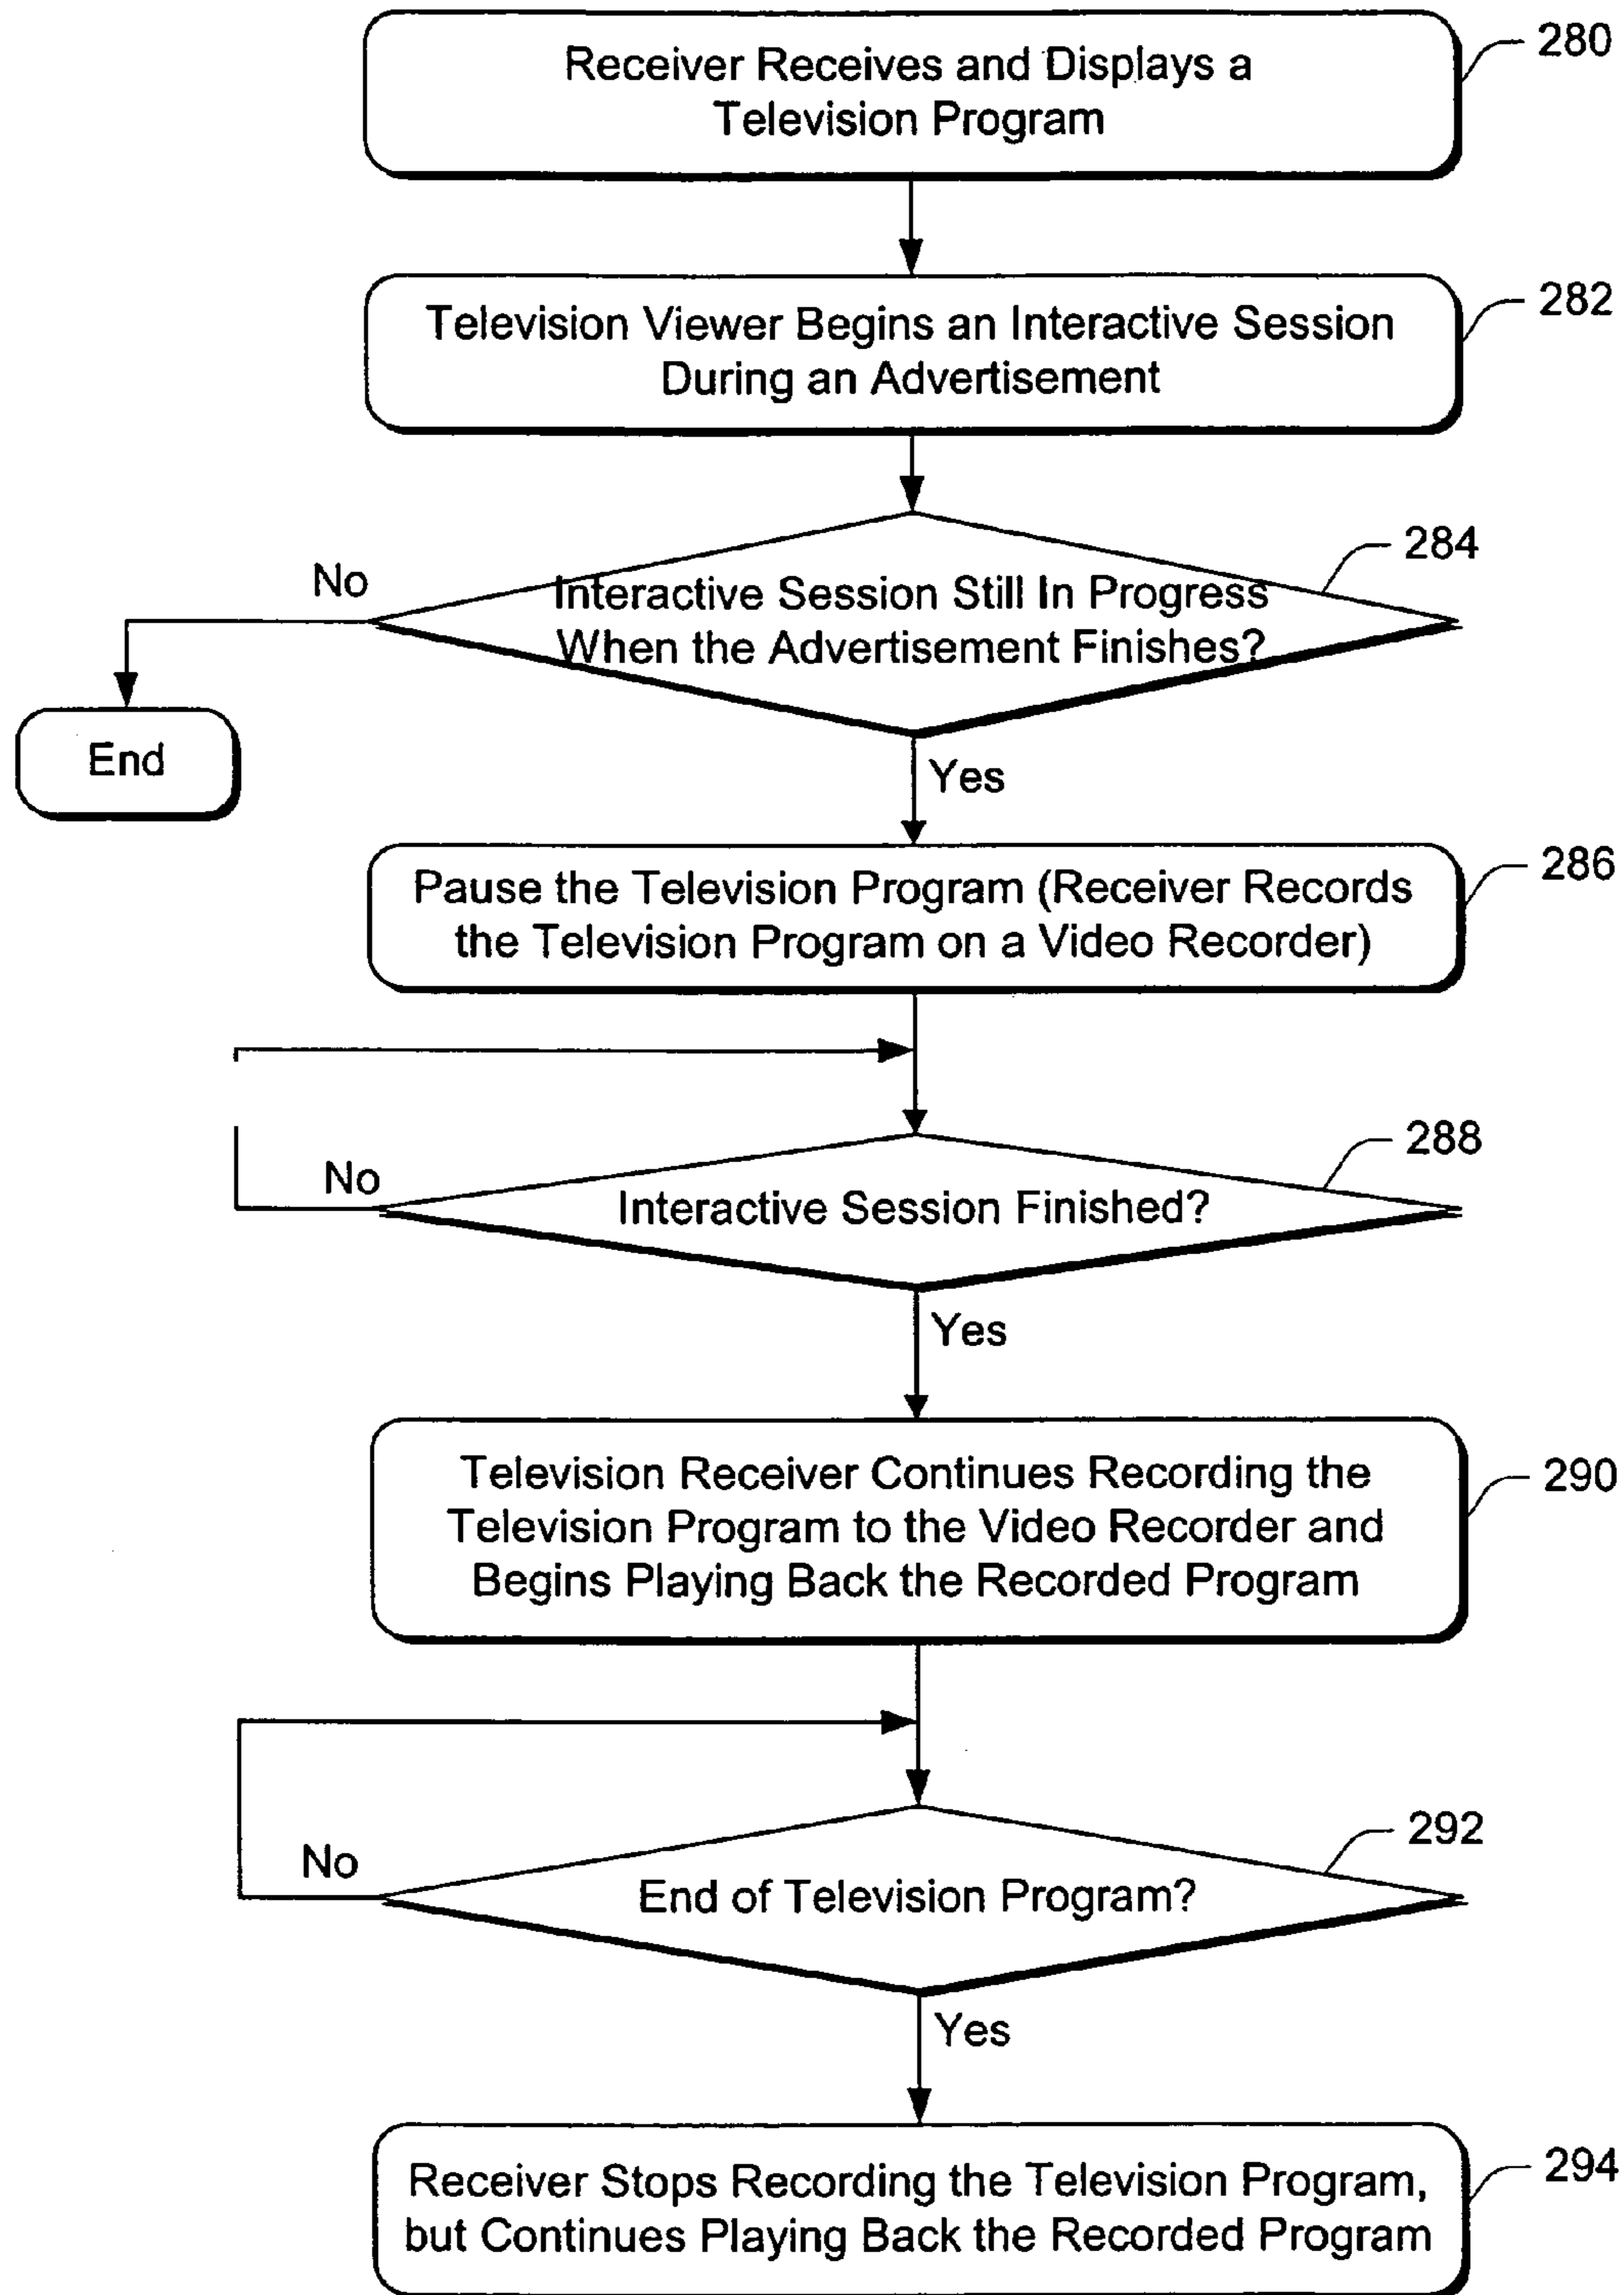 Receiver Receives and Displays a
Television Program
280
Television Viewer Begins an Interactive Session
During an Advertisement
282
284
No
Interactive Session Still In Progress
When the Advertisement Finishes?
End
Yes
Pause the Television Program (Receiver Records
the Television Program on a Video Recorder)
286
288
No
Interactive Session Finished?
Yes
Television Receiver Continues Recording the
Television Program to the Video Recorder and
Begins Playing Back the Recorded Program
290
292
No
End of Television Program?
Yes
Receiver Stops Recording the Television Program,
but Continues Playing Back the Recorded Program
294